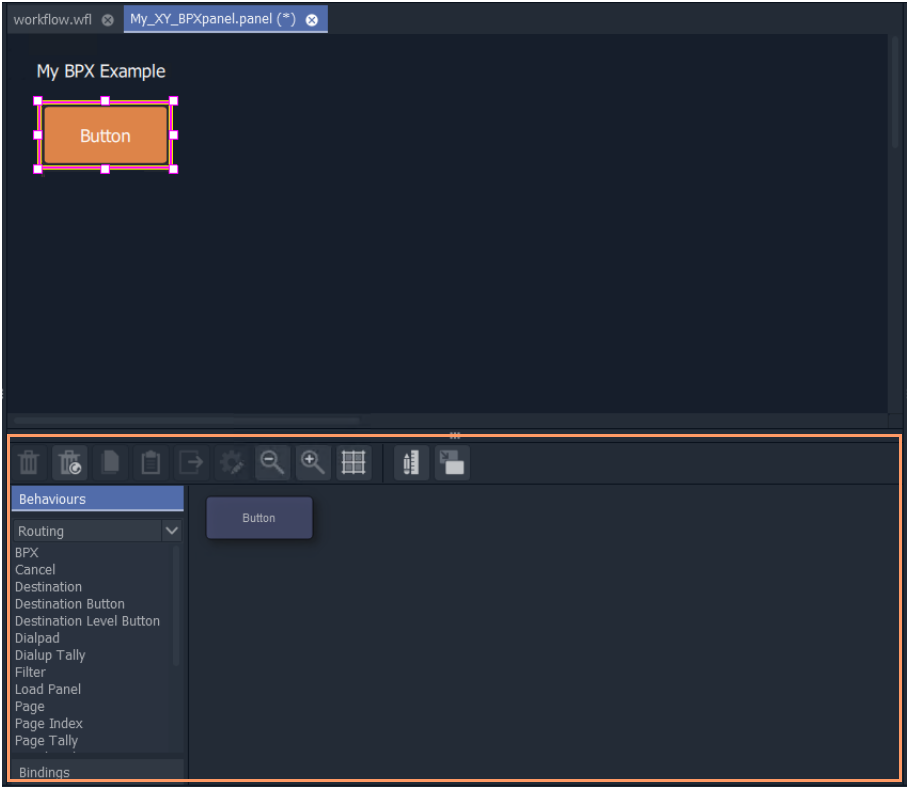 workflow.wfl My_XY_BPXpanel.panel (*)
My BPX Example
Button
Behaviours
Button
Routing
BPX
Cancel
Destination
Destination Button
Destination Level Button
Dialpad
Dialup Tally
Filter
Load Panel
Page
Page Index
Page Tally
Bindings